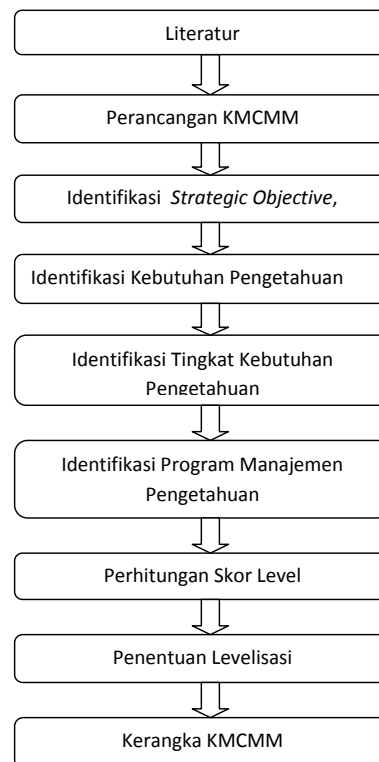 Literatur
Perancangan KMCMM
Identifikasi Strategic Objective,
Identifikasi Kebutuhan Pengetahuan
Identifikasi Tingkat Kebutuhan
Pengetahuan
Identifikasi Program Manajemen
Pengetahuan
Perhitungan Skor Level
Penentuan Levelisasi
Kerangka KMCMM